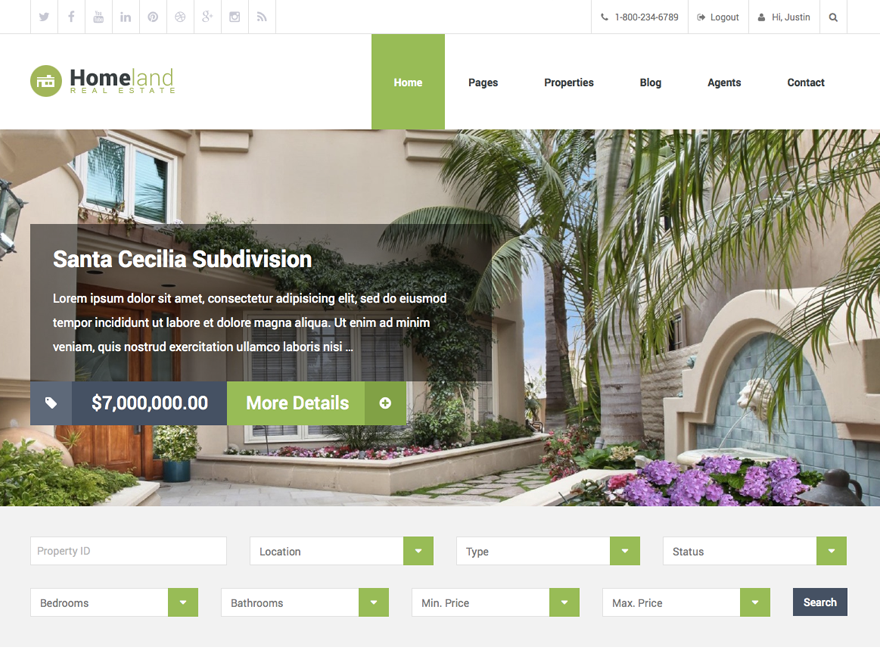 1-800-234-6789 Logout Hi, Justin
Homeland
REAL ESTATE
Home Pages Properties Blog Agents Contact
Santa Cecilia Subdivision
Lorem ipsum dolor sit amet, consectetur adipisicing elit, sed do eiusmod
tempor incididunt ut labore et dolore magna aliqua. Ut enim ad minim
veniam, quis nostrud exercitation ullamco laboris nisi ...
$7,000,000.00 More Details
Property ID Location Type Status
Bedrooms Bathrooms Min. Price Max. Price Search